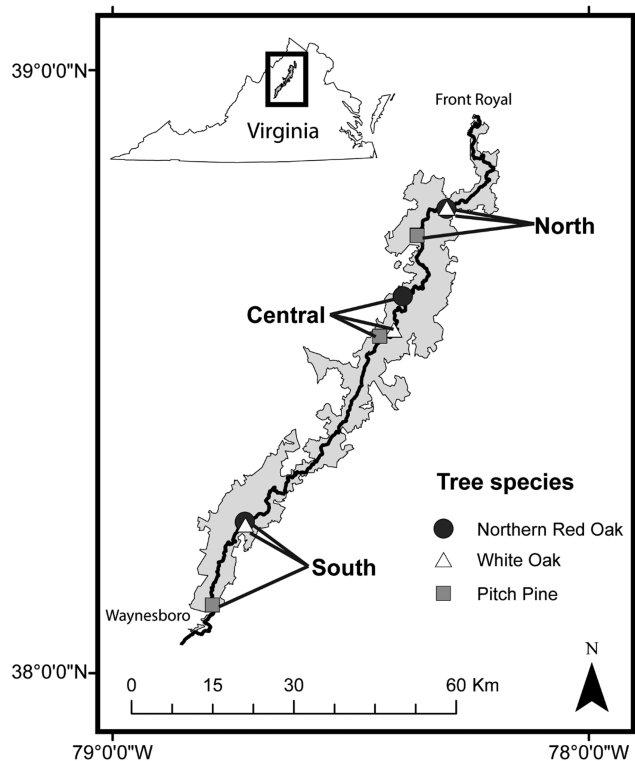 39°0'0"N
Front Royal
Virginia
North
Central
Tree species
Northern Red Oak
White Oak
South
Pitch Pine
Waynesboro
N
38°0'0"N
0 15 30 60 Km
79°0'0"W 78°0'0"W